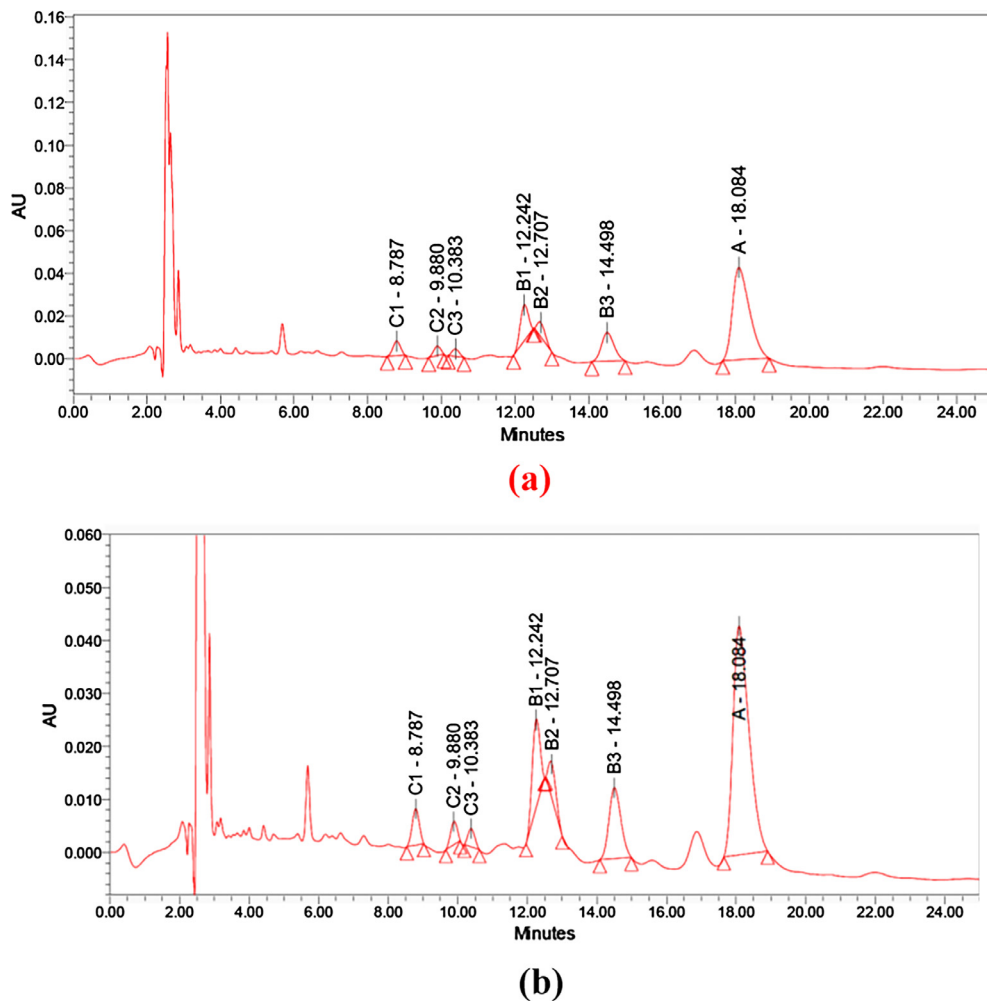 0.16
0.14
0.12
0.10
0.08
0.06
0.04
0.02
0.00
AU
C1 - 8.787
C2 - 9.880
C3 - 10.383
B1 - 12.242
B2 - 12.707
B3 - 14.498
A - 18.084
0.00 2.00 4.00 6.00 8.00 10.00 12.00 14.00 16.00 18.00 20.00 22.00 24.00
Minutes
(a)
0.060
0.050
0.040
0.030
0.020
0.010
0.000
AU
C1 - 8.787
C2 - 9.880
C3 - 10.383
B1 - 12.242
B2 - 12.707
B3 - 14.498
A - 18.084
0.00 2.00 4.00 6.00 8.00 10.00 12.00 14.00 16.00 18.00 20.00 22.00 24.00
Minutes
(b)